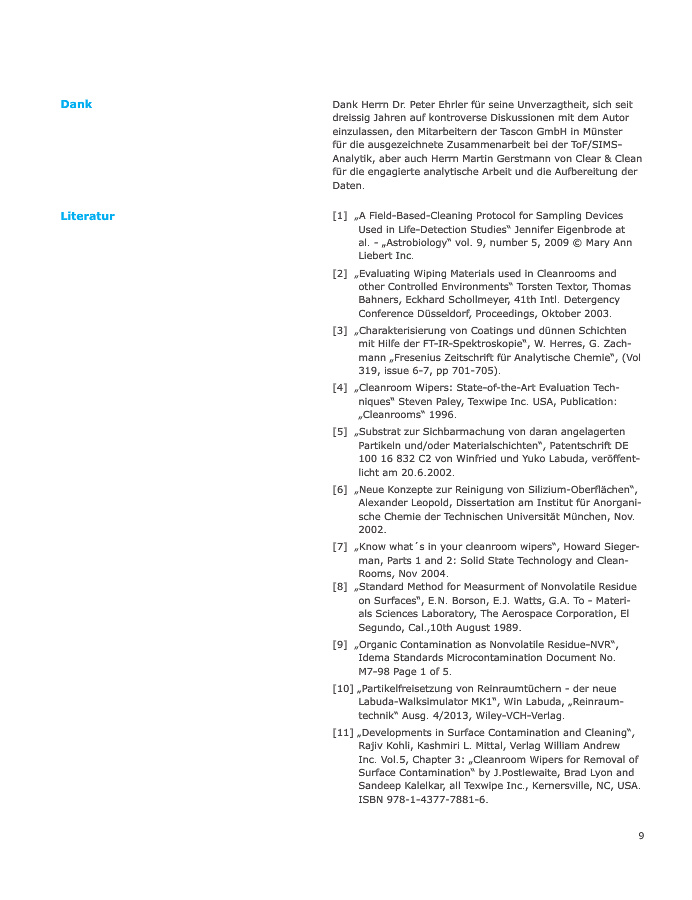 Dank
Dank Herrn Dr. Peter Ehrler für seine Unverzagtheit, sich seit
dreissig Jahren auf kontroverse Diskussionen mit dem Autor
einzulassen, den Mitarbeitern der Tascon GmbH in Münster
für die ausgezeichnete Zusammenarbeit bei der ToF/SIMS-
Analytik, aber auch Herrn Martin Gerstmann von Clear & Clean
für die engagierte analytische Arbeit und die Aufbereitung der
Daten.
Literatur
[1] „A Field-Based-Cleaning Protocol for Sampling Devices
Used in Life-Detection Studies“ Jennifer Eigenbrode at
al. - „Astrobiology“ vol. 9, number 5, 2009 © Mary Ann
Liebert Inc.
[2] „Evaluating Wiping Materials used in Cleanrooms and
other Controlled Environments“ Torsten Textor, Thomas
Bahners, Eckhard Schollmeyer, 41th Intl. Detergency
Conference Düsseldorf, Proceedings, Oktober 2003.
[3] „Charakterisierung von Coatings und dünnen Schichten
mit Hilfe der FT-IR-Spektroskopie“, W. Herres, G. Zach-
mann „Fresenius Zeitschrift für Analytische Chemie“, (Vol
319, issue 6-7, pp 701-705).
[4] „Cleanroom Wipers: State-of-the-Art Evaluation Tech-
niques“ Steven Paley, Texwipe Inc. USA, Publication:
„Cleanrooms“ 1996.
[5] „Substrat zur Sichbarmachung von daran angelagerten
Partikeln und/oder Materialschichten“, Patentschrift DE
100 16 832 C2 von Winfried und Yuko Labuda, veröffent-
licht am 20.6.2002.
[6] „Neue Konzepte zur Reinigung von Silizium-Oberflächen“,
Alexander Leopold, Dissertation am Institut für Anorgani-
sche Chemie der Technischen Universität München, Nov.
2002.
[7] „Know what´s in your cleanroom wipers“, Howard Sieger-
man, Parts 1 and 2: Solid State Technology and Clean-
Rooms, Nov 2004.
[8] „Standard Method for Measurment of Nonvolatile Residue
on Surfaces“, E.N. Borson, E.J. Watts, G.A. To - Materi-
als Sciences Laboratory, The Aerospace Corporation, El
Segundo, Cal.,10th August 1989.
[9] „Organic Contamination as Nonvolatile Residue-NVR“,
Idema Standards Microcontamination Document No.
M7-98 Page 1 of 5.
[10] „Partikelfreisetzung von Reinraumtüchern - der neue
Labuda-Walksimulator MK1“, Win Labuda, „Reinraum-
technik“ Ausg. 4/2013, Wiley-VCH-Verlag.
[11] „Developments in Surface Contamination and Cleaning“,
Rajiv Kohli, Kashmiri L. Mittal, Verlag William Andrew
Inc. Vol.5, Chapter 3: „Cleanroom Wipers for Removal of
Surface Contamination“ by J.Postlewaite, Brad Lyon and
Sandeep Kalelkar, all Texwipe Inc., Kernersville, NC, USA.
ISBN 978-1-4377-7881-6.
9